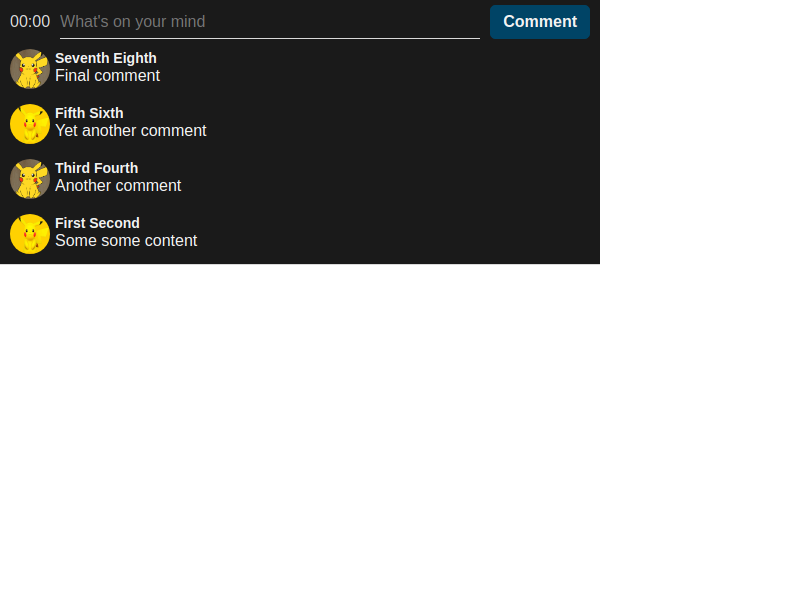 00:00 What's on your mind Comment
Seventh Eighth
Final comment
Fifth Sixth
Yet another comment
Third Fourth
Another comment
First Second
Some some content